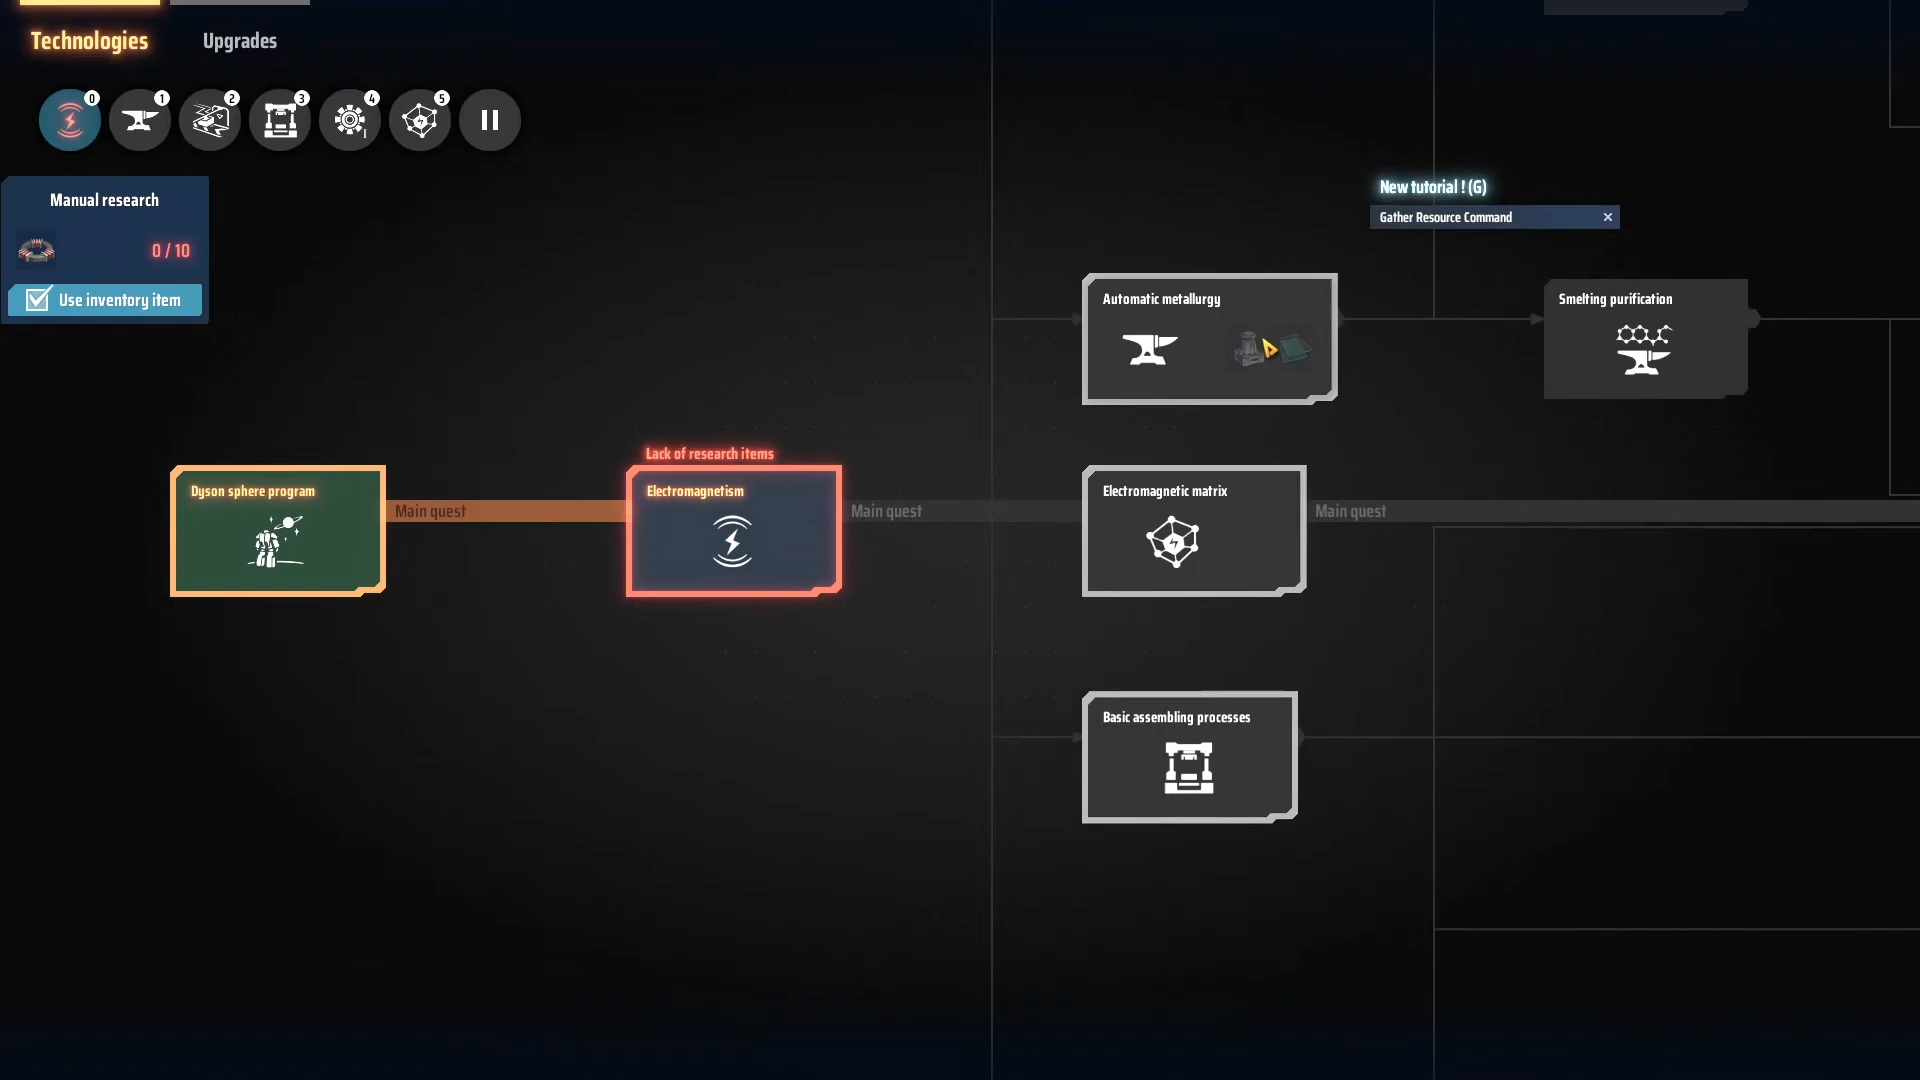 Technologies
Upgrades
0
1
2
3
4
5
I
Manual research
0 / 10
Use inventory item
New tutorial ! (G)
Gather Resource Command
Automatic metallurgy
Smelting purification
Lack of research items
Dyson sphere program
Main quest
Electromagnetism
Main quest
Electromagnetic matrix
Main quest
Basic assembling processes